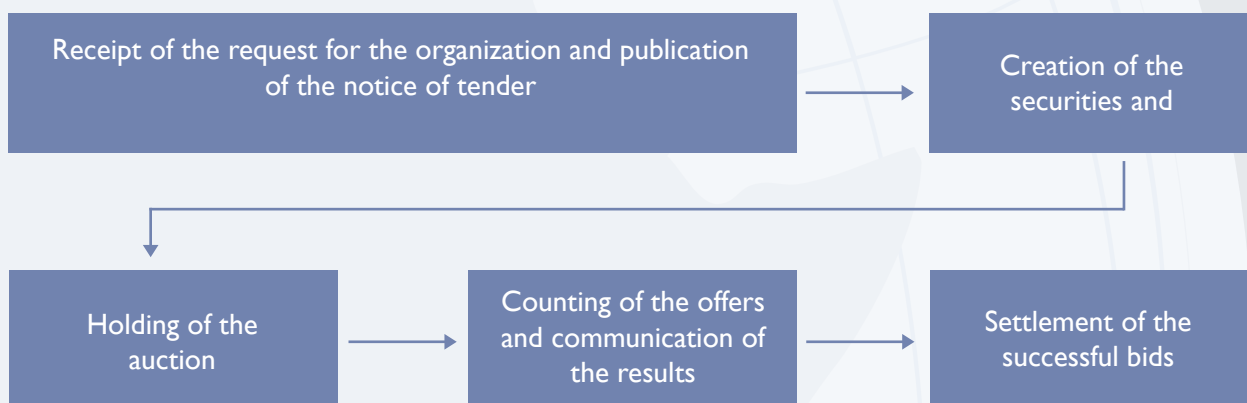 Receipt of the request for the organization and publication
of the notice of tender
Creation of the
securities and
Holding of the
auction
Counting of the offers
and communication of
the results
Settlement of the
successful bids